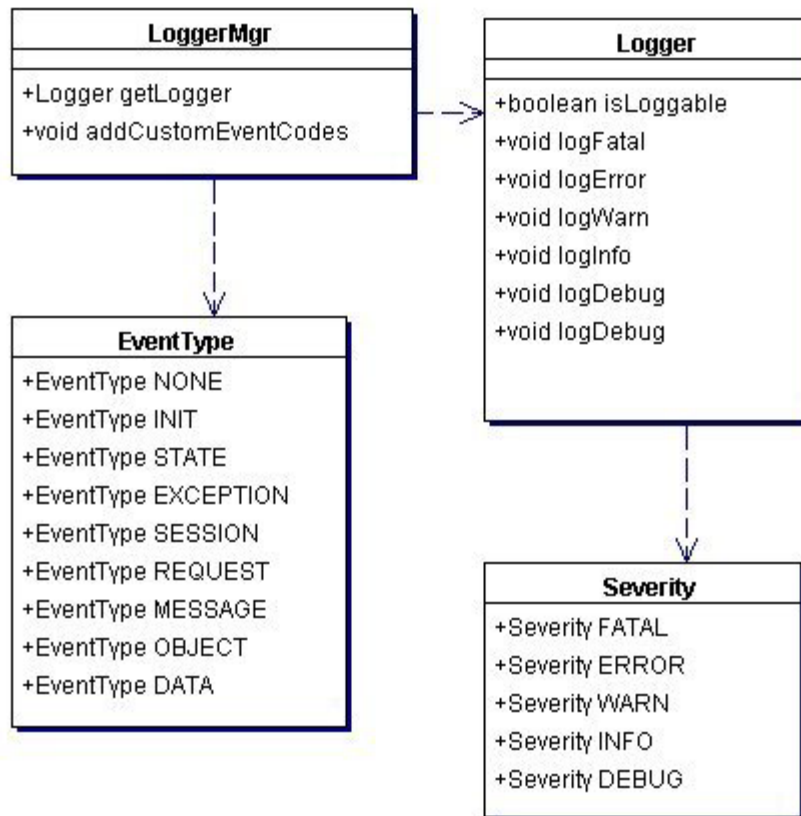 LoggerMgr
+Logger getLogger
+void addCustomEventCodes
Logger
+boolean isLoggable
+void logFatal
+void logError
+void logWarn
+void logInfo
+void logDebug
+void logDebug
EventType
+EventType NONE
+EventType INIT
+EventType STATE
+EventType EXCEPTION
+EventType SESSION
+EventType REQUEST
+EventType MESSAGE
+EventType OBJECT
+EventType DATA
Severity
+Severity FATAL
+Severity ERROR
+Severity WARN
+Severity INFO
+Severity DEBUG